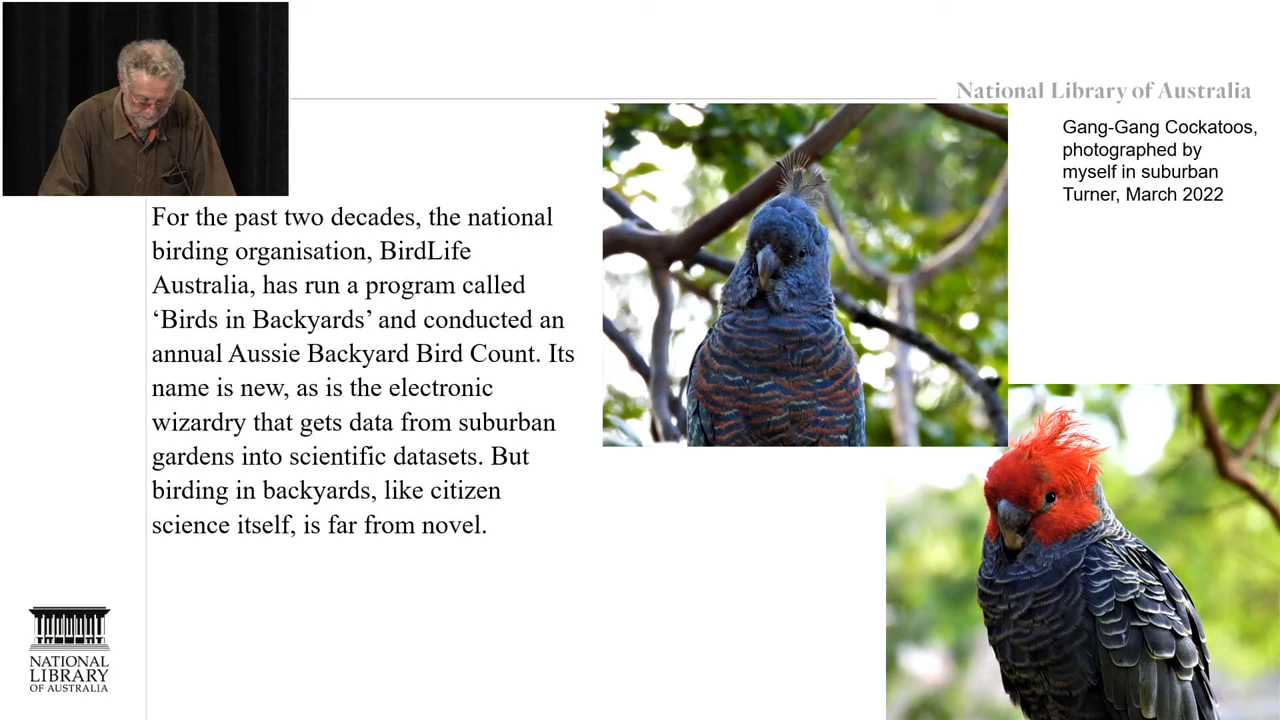 National Library of Australia
Gang-Gang Cockatoos,
photographed by
myself in suburban
Turner, March 2022
For the past two decades, the national
birding organisation, BirdLife
Australia, has run a program called
‘Birds in Backyards’ and conducted an
annual Aussie Backyard Bird Count. Its
name is new, as is the electronic
wizardry that gets data from suburban
gardens into scientific datasets. But
birding in backyards, like citizen
science itself, is far from novel.
NATIONAL
LIBRARY
OF AUSTRALIA